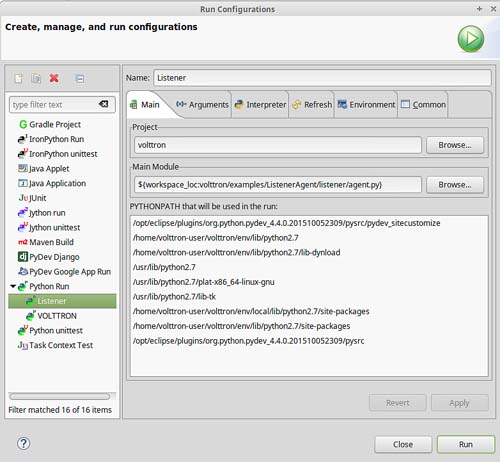 Run Configurations
Create, manage, and run configurations
Name: Listener
type filter text
Main Arguments Interpreter Refresh Environment Common
Gradle Project
IronPython Run
IronPython unittest
Java Applet
Java Application
JUnit
Jython run
Jython unittest
Maven Build
PyDev Django
PyDev Google App Run
Python Run
Listener
VOLTTRON
Python unittest
Task Context Test
Filter matched 16 of 16 items
Project
volttron
Browse...
Main Module
${workspace_loc:volttron/examples/ListenerAgent/listener/agent.py}
Browse...
PYTHONPATH that will be used in the run:
/opt/eclipse/plugins/org.python.pydev_4.4.0.201510052309/pysrc/pydev_sitecustomize
/home/volttron-user/volttron/env/lib/python2.7
/home/volttron-user/volttron/env/lib/python2.7/lib-dynload
/usr/lib/python2.7
/usr/lib/python2.7/plat-x86_64-linux-gnu
/usr/lib/python2.7/lib-tk
/home/volttron-user/volttron/env/local/lib/python2.7/site-packages
/home/volttron-user/volttron/env/lib/python2.7/site-packages
/opt/eclipse/plugins/org.python.pydev_4.4.0.201510052309/pysrc
Revert Apply
Close Run